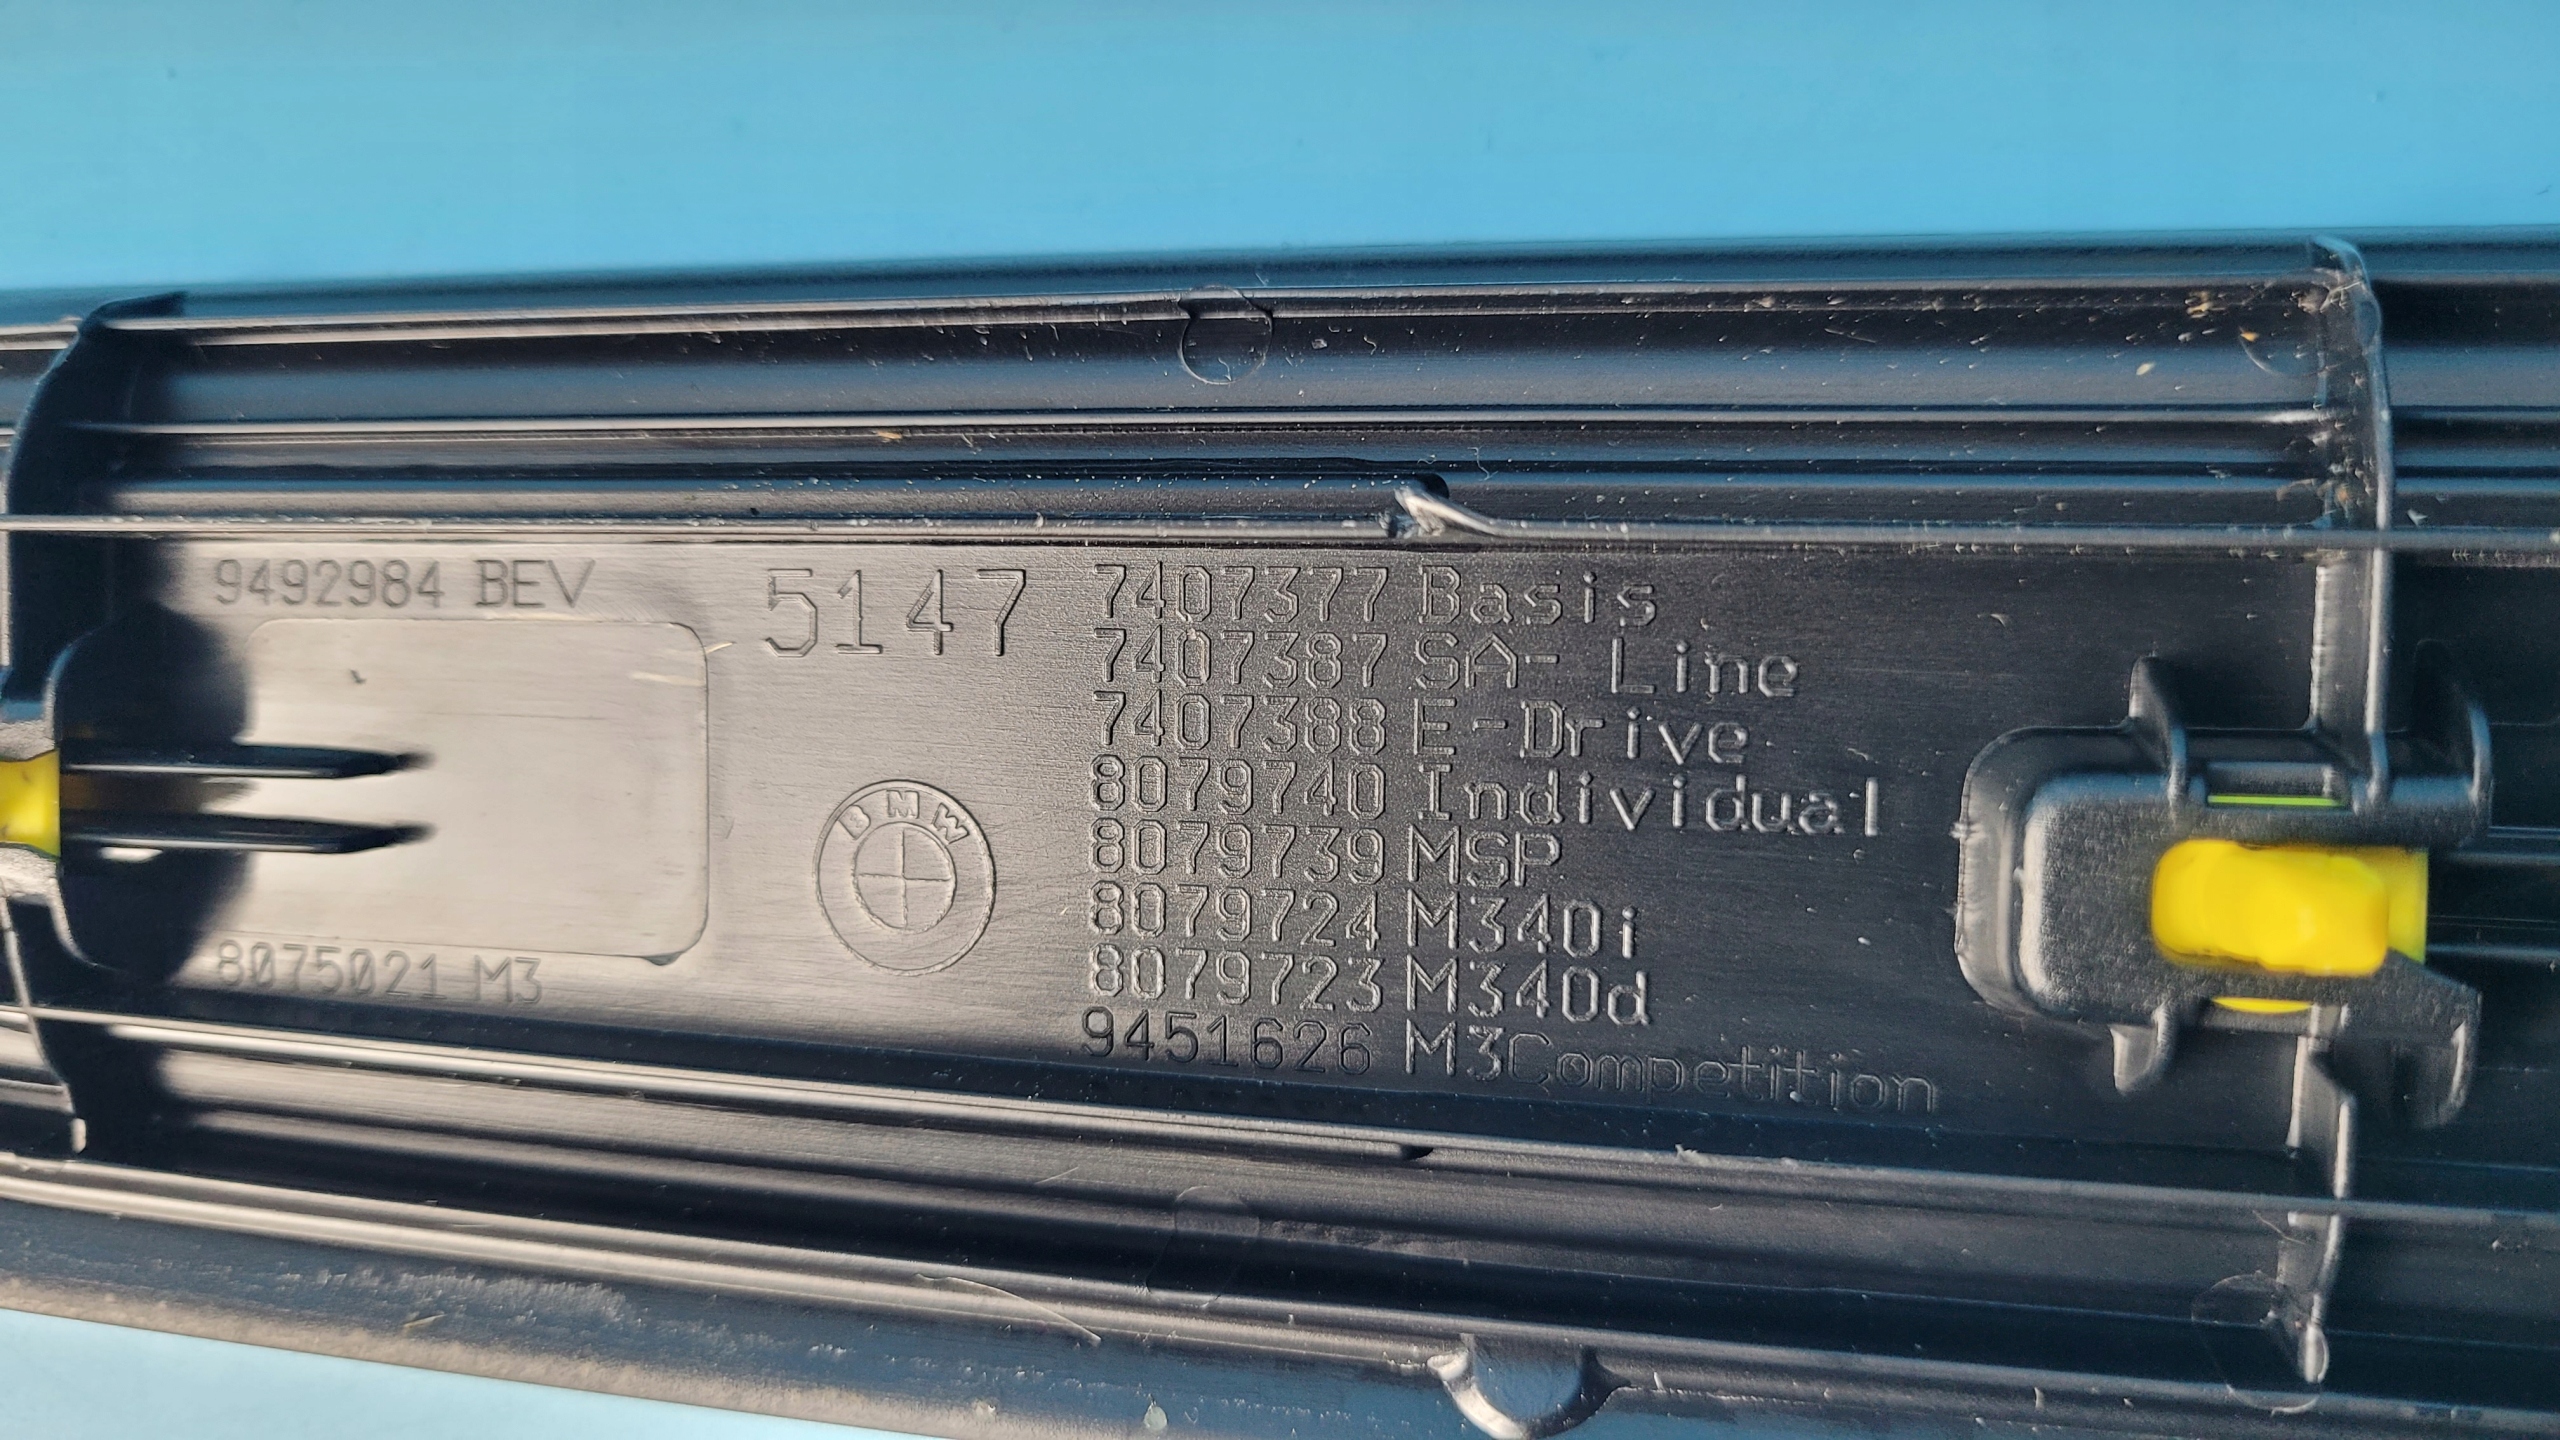 9492984 BEV
5147
7407377 Basis
7407387 SA- Line
7407388 E-Drive
8079740 Individual
8079739 MSP
8079724 M340i
8079723 M340d
9451626 M3Competition
BMW
8075021 M3